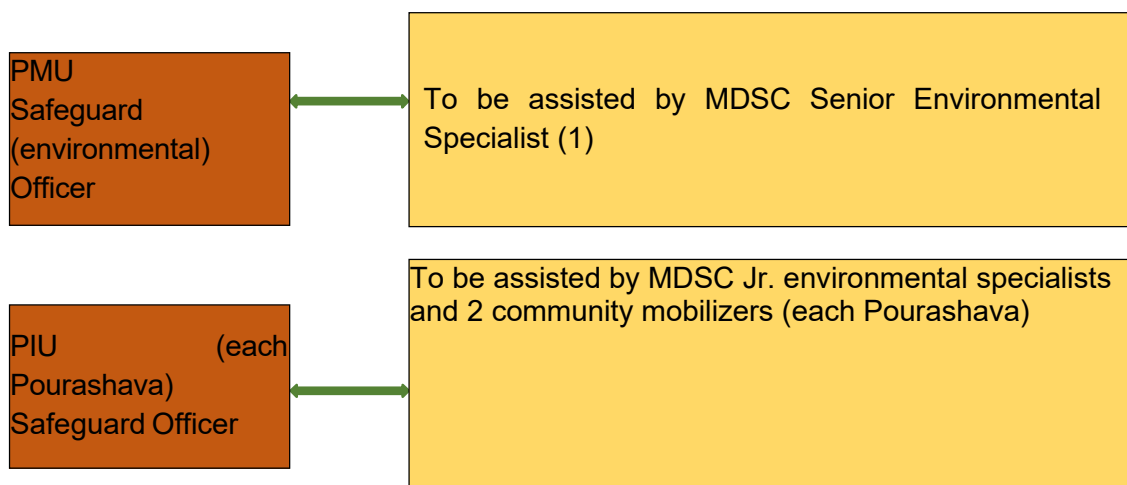 PMU
Safeguard
(environmental)
Officer
To be assisted by MDSC Senior Environmental
Specialist (1)
PIU (each
Pourashava)
Safeguard Officer
To be assisted by MDSC Jr. environmental specialists
and 2 community mobilizers (each Pourashava)